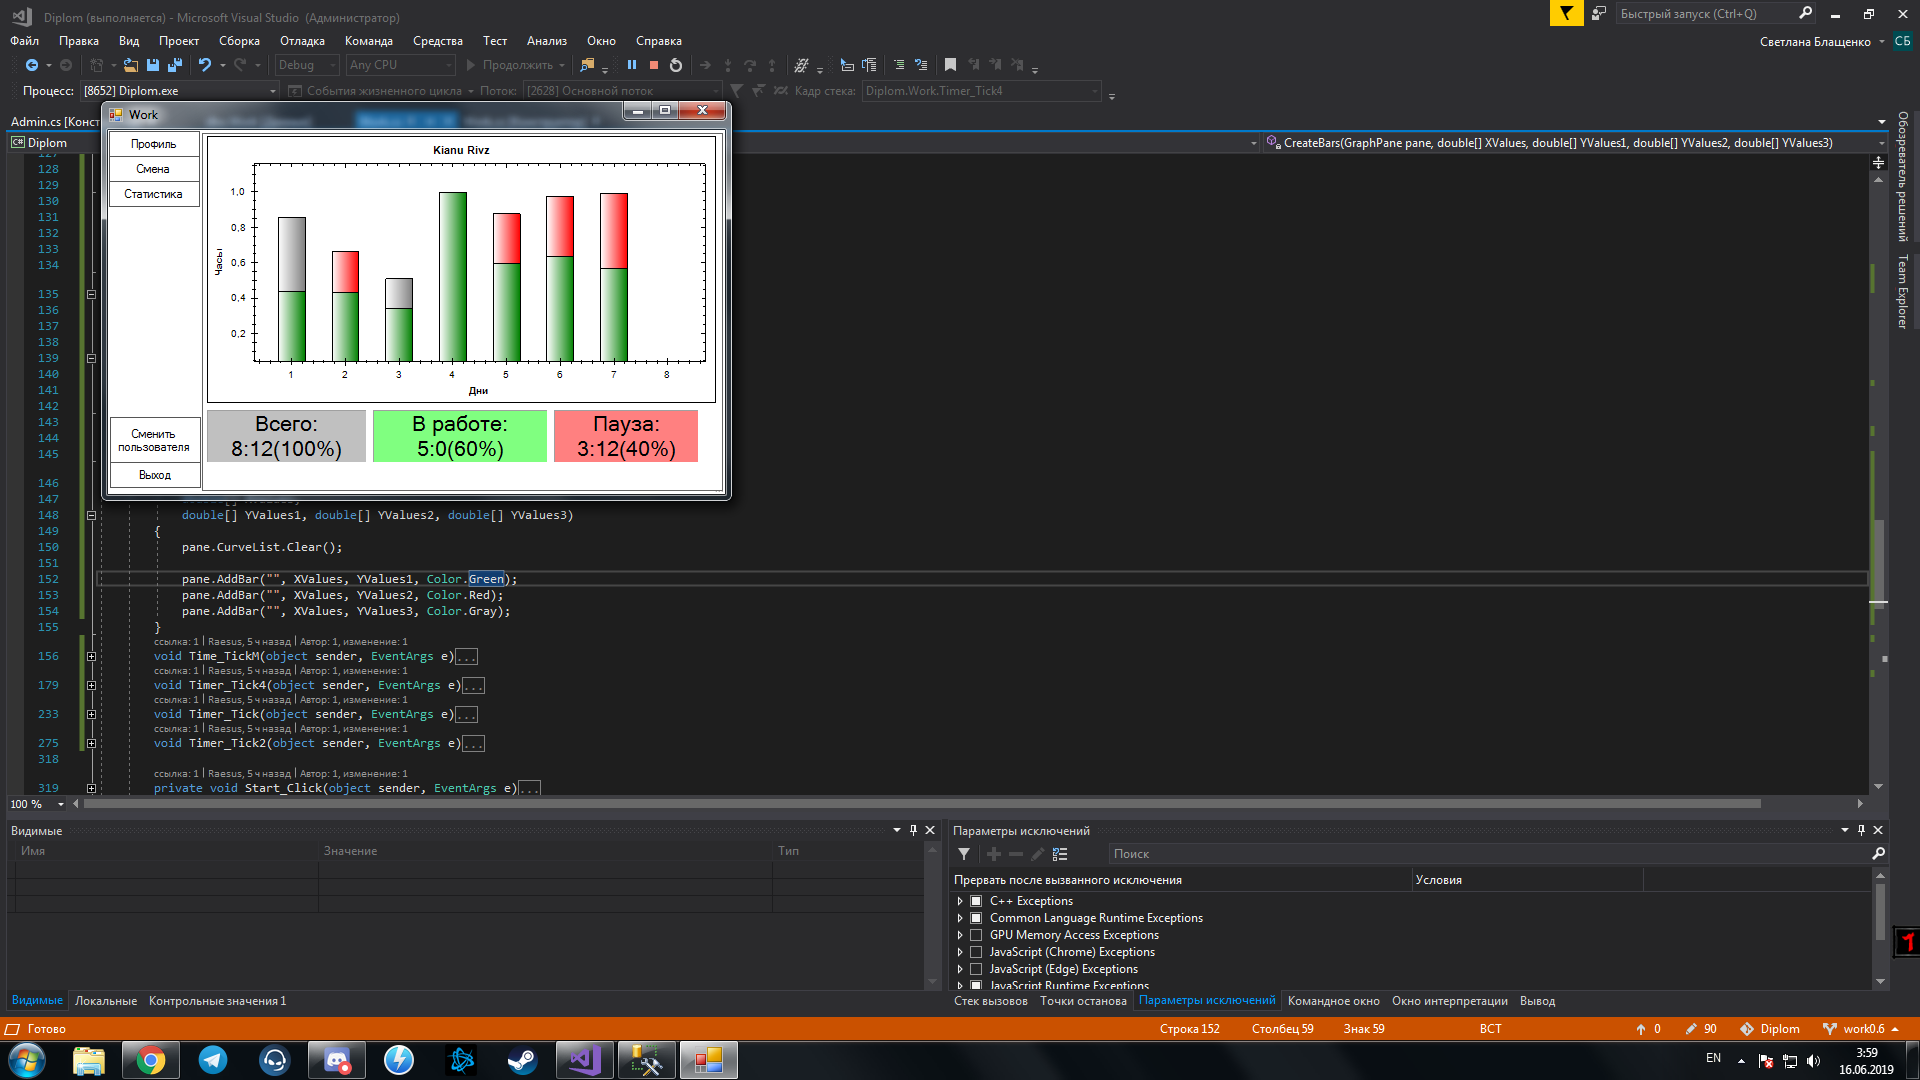 Diplom (выполняется) - Microsoft Visual Studio (Администратор)
Быстрый запуск (Ctrl+Q)
Файл Правка Вид Проект Сборка Отладка Команда Средства Тест Анализ Окно Справка
Светлана Блащенко СБ
Debug Any CPU Продолжить
Процесс: [8652] Diplom.exe События жизненного цикла Поток: [2628] Основной поток Кадр стека: Diplom.Work.Timer_Tick4
Admin.cs [Конст
Diplom
CreateBars(GraphPane pane, double[] XValues, double[] YValues1, double[] YValues2, double[] YValues3)
Обозреватель решений
Team Explorer
Work
Профиль
Смена
Статистика
Сменить
пользователя
Выход
Kianu Rivz
Часы
1,0
0,8
0,6
0,4
0,2
1 2 3 4 5 6 7 8
Дни
Всего:
8:12(100%)
В работе:
5:0(60%)
Пауза:
3:12(40%)
127
128
129
130
131
132
133
134
135
136
137
138
139
140
141
142
143
144
145
146
147
148 double[] YValues1, double[] YValues2, double[] YValues3)
149 {
150 pane.CurveList.Clear();
151
152 pane.AddBar("", XValues, YValues1, Color.Green);
153 pane.AddBar("", XValues, YValues2, Color.Red);
154 pane.AddBar("", XValues, YValues3, Color.Gray);
155 }
ссылка: 1 | Raesus, 5 ч назад | Автор: 1, изменение: 1
156 void Time_TickM(object sender, EventArgs e)...
ссылка: 1 | Raesus, 5 ч назад | Автор: 1, изменение: 1
179 void Timer_Tick4(object sender, EventArgs e)...
ссылка: 1 | Raesus, 5 ч назад | Автор: 1, изменение: 1
233 void Timer_Tick(object sender, EventArgs e)...
ссылка: 1 | Raesus, 5 ч назад | Автор: 1, изменение: 1
275 void Timer_Tick2(object sender, EventArgs e)...
318
ссылка: 1 | Raesus, 5 ч назад | Автор: 1, изменение: 1
319 private void Start_Click(object sender, EventArgs e)...
100 %
Видимые
Имя Значение Тип
Видимые Локальные Контрольные значения 1
Параметры исключений
Поиск
Прервать после вызванного исключения Условия
C++ Exceptions
Common Language Runtime Exceptions
GPU Memory Access Exceptions
JavaScript (Chrome) Exceptions
JavaScript (Edge) Exceptions
JavaScript Runtime Exceptions
Стек вызовов Точки останова Параметры исключений Командное окно Окно интерпретации Вывод
Готово Строка 152 Столбец 59 Знак 59 ВСТ 0 90 Diplom work0.6
EN
3:59
16.06.2019